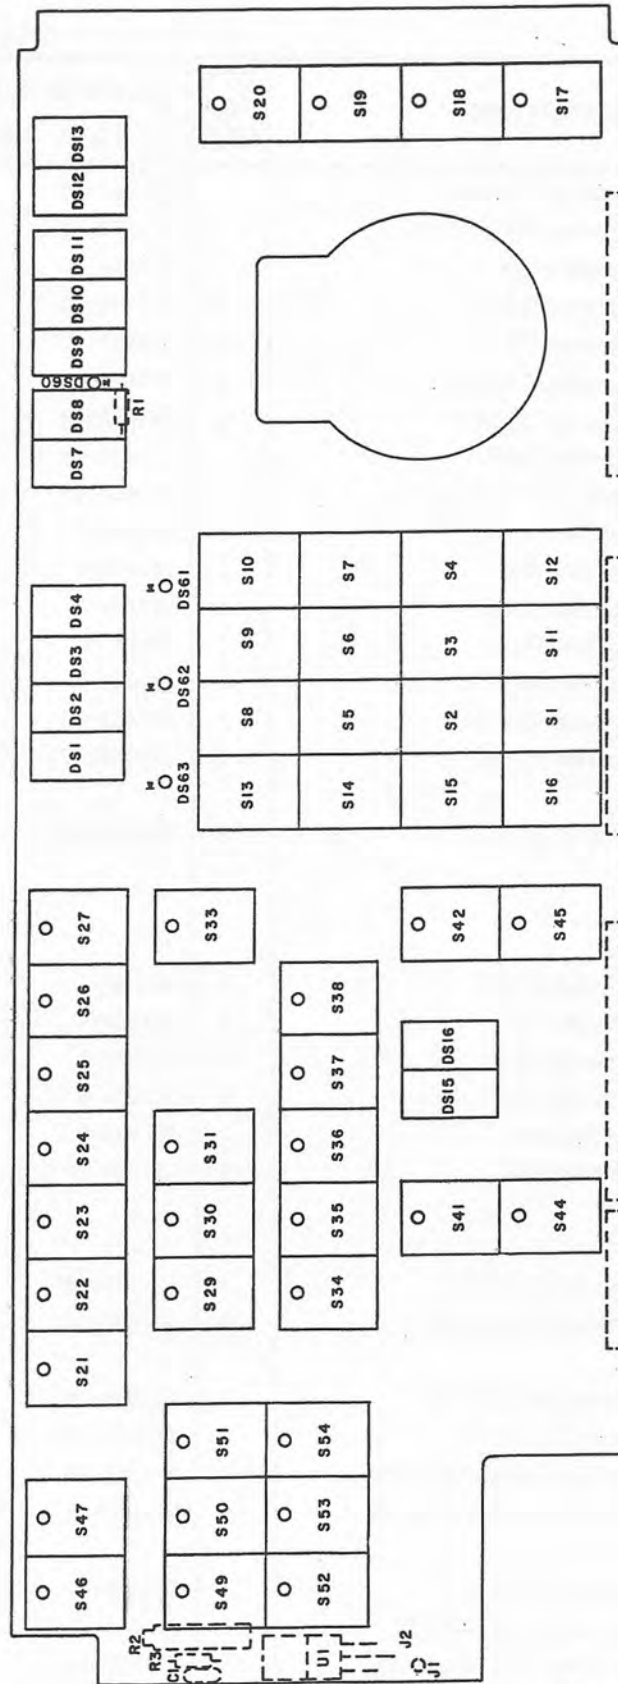 S46 S47 S21 S22 S23 S24 S25 S26 S27 DS1 DS2 DS3 DS4 DS7 DS8 DS9 DS10 DS11 DS12 DS13
DS60
R1
R2
R3
C1
S49 S50 S51 S29 S30 S31 S33
DS63 DS62 DS61
S13 S8 S9 S10 S20
U1
S52 S53 S54 S34 S35 S36 S37 S38
S14 S5 S6 S7 S19
J2
J1
S41 DS15 DS16 S42
S15 S2 S3 S4 S18
S44 S45
S16 S1 S11 S12 S17